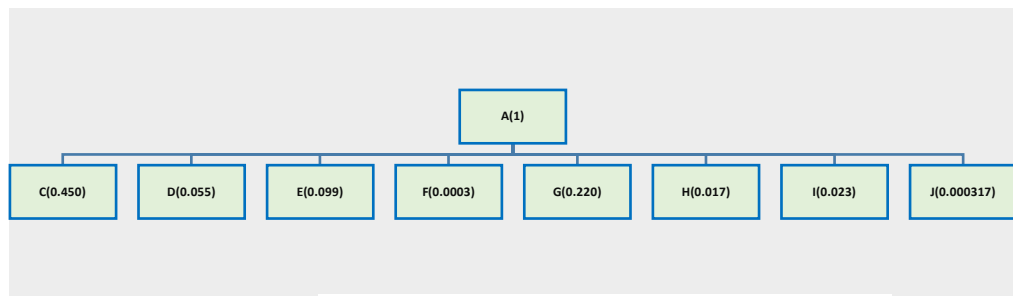 A(1)
C(0.450)
D(0.055)
E(0.099)
F(0.0003)
G(0.220)
H(0.017)
I(0.023)
J(0.000317)